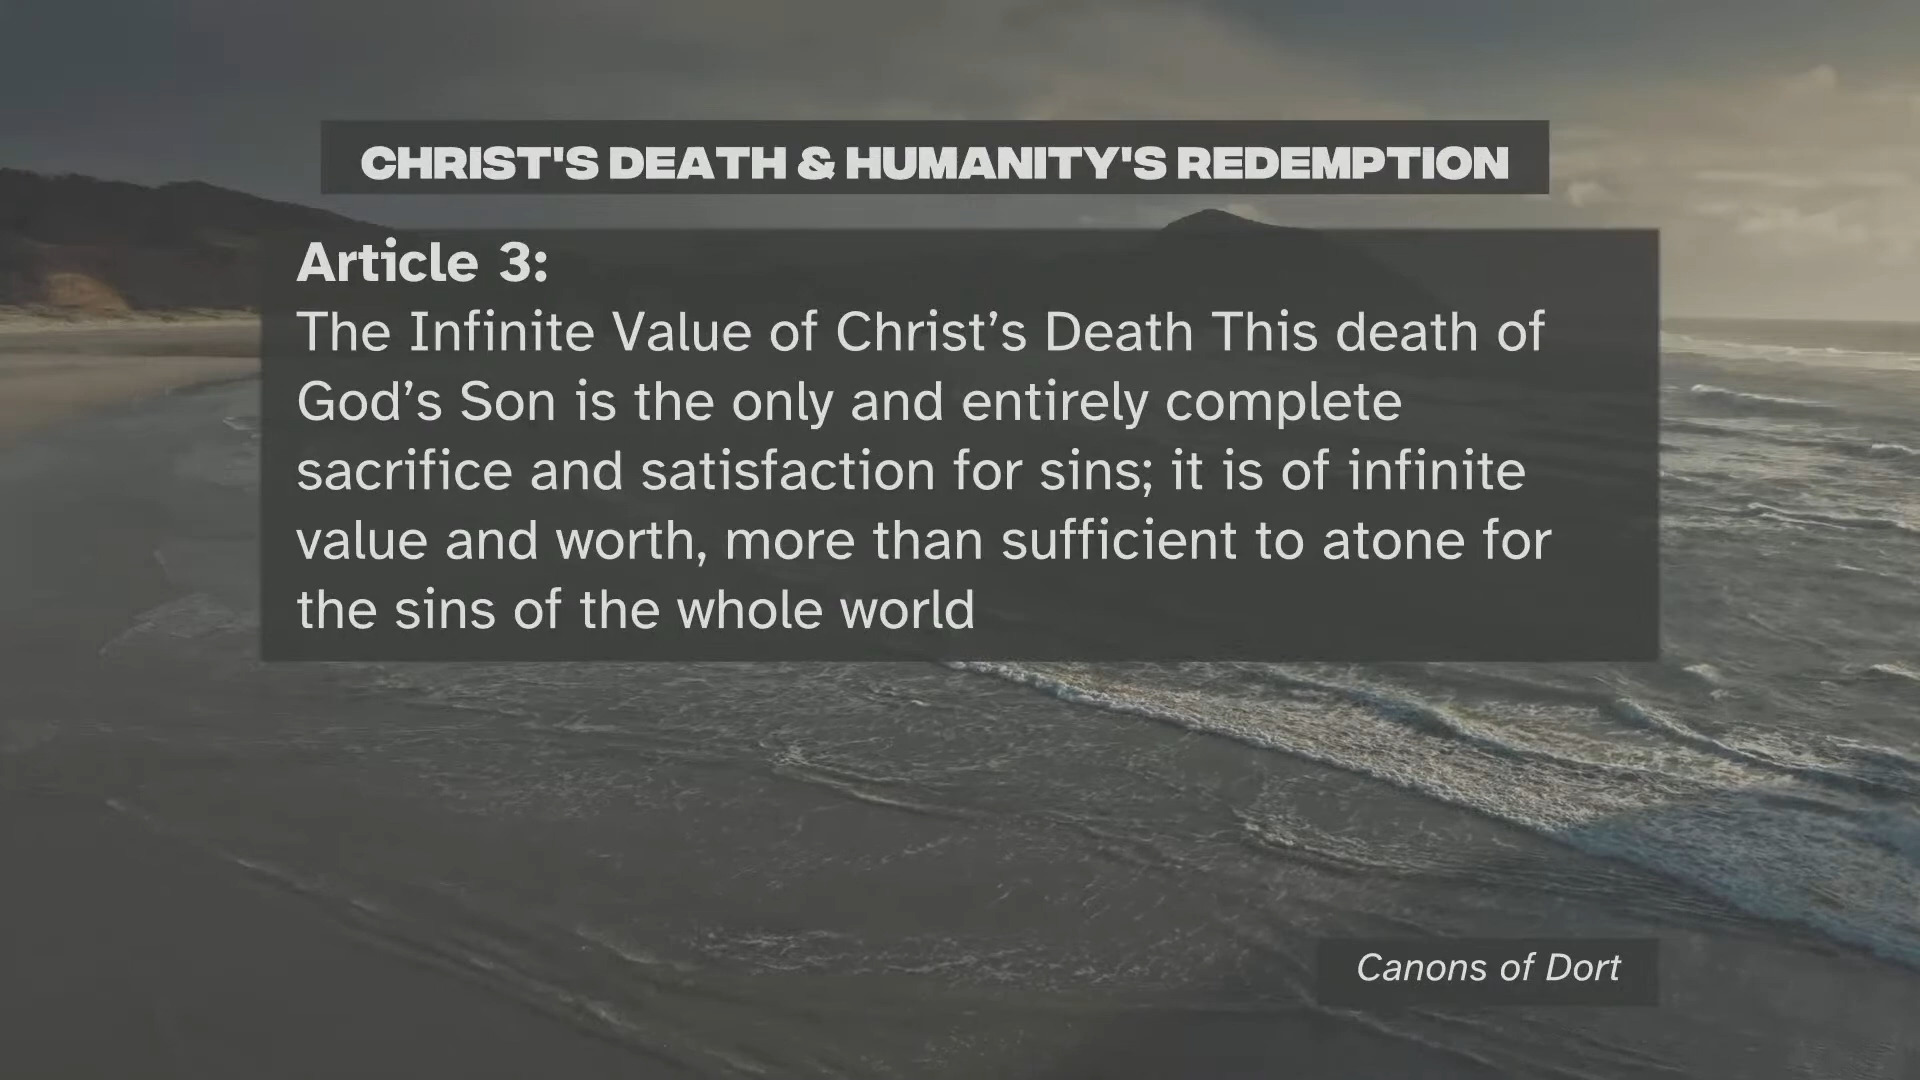 CHRIST'S DEATH & HUMANITY'S REDEMPTION
Article 3:
The Infinite Value of Christ’s Death This death of
God’s Son is the only and entirely complete
sacrifice and satisfaction for sins; it is of infinite
value and worth, more than sufficient to atone for
the sins of the whole world
Canons of Dort